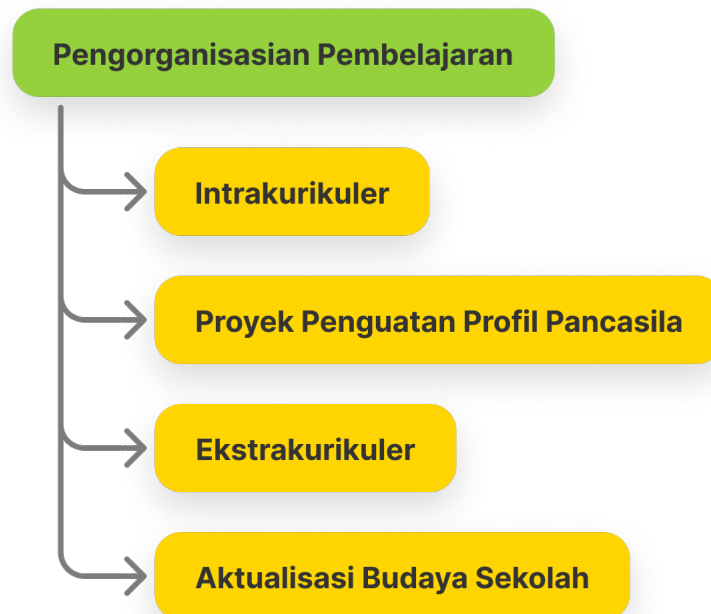 Pengorganisasian Pembelajaran
Intrakurikuler
Proyek Penguatan Profil Pancasila
Ekstrakurikuler
Aktualisasi Budaya Sekolah